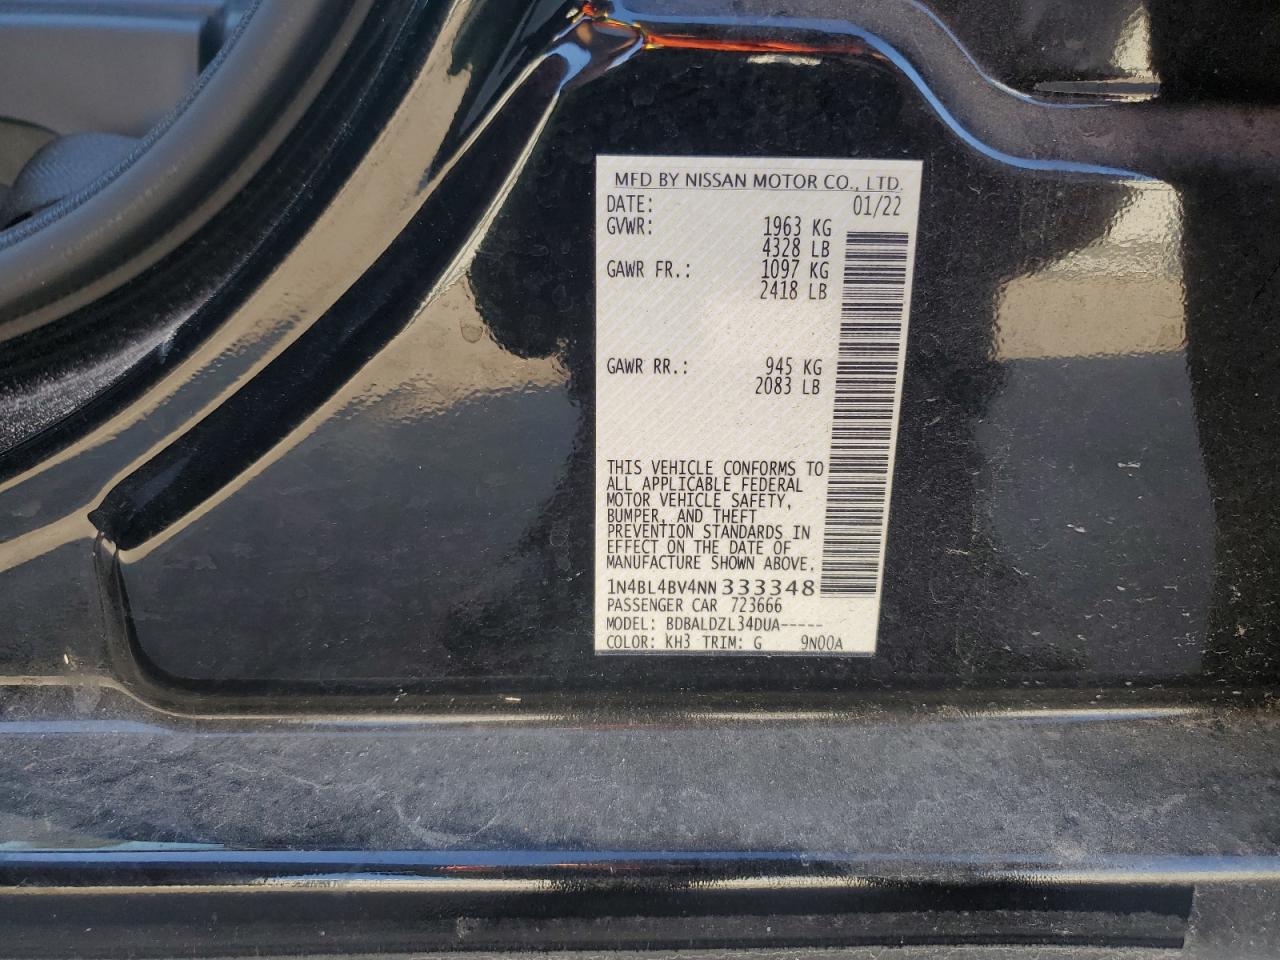 MFD BY NISSAN MOTOR CO., LTD.
DATE: 01/22
GVWR: 1963 KG
4328 LB
GAWR FR.: 1097 KG
2418 LB
GAWR RR.: 945 KG
2083 LB
THIS VEHICLE CONFORMS TO
ALL APPLICABLE FEDERAL
MOTOR VEHICLE SAFETY,
BUMPER, AND THEFT
PREVENTION STANDARDS IN
EFFECT ON THE DATE OF
MANUFACTURE SHOWN ABOVE.
1N4BL4BV4NN333348
PASSENGER CAR 723666
MODEL: BDBALDZL34DUA-----
COLOR: KH3 TRIM: G 9N00A